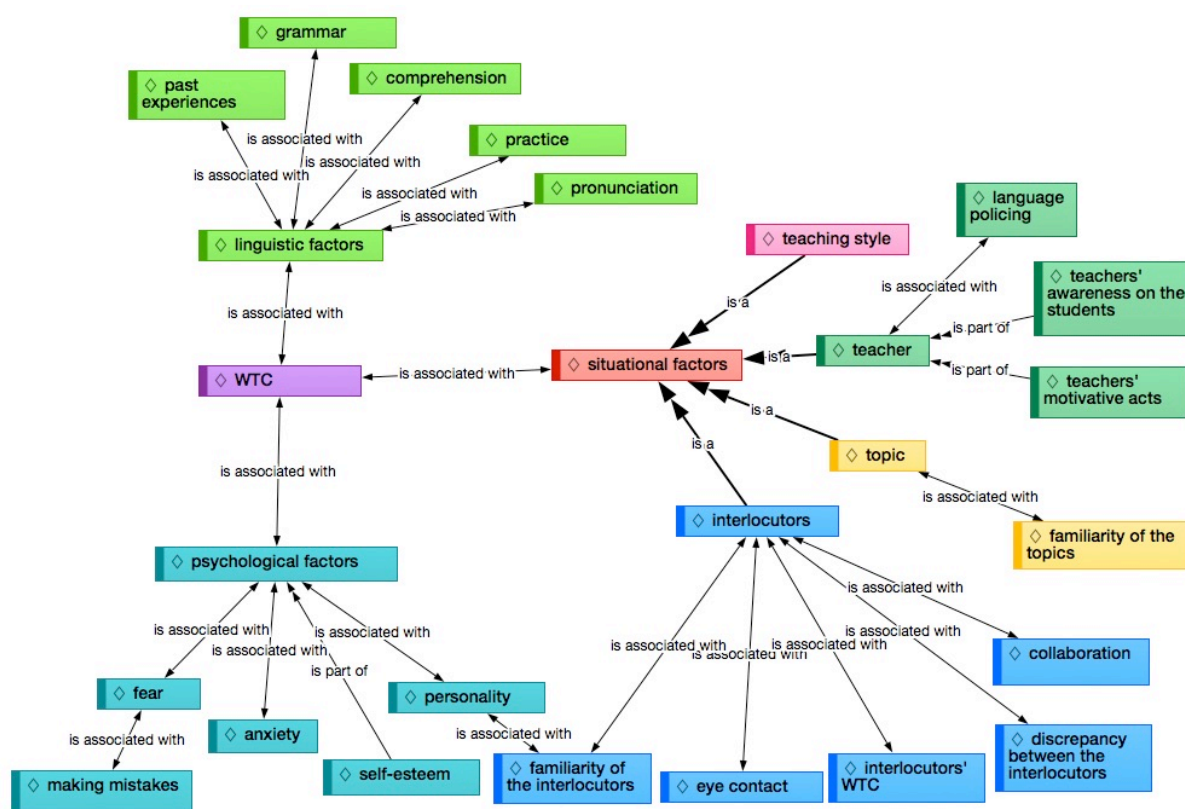 ◇ grammar
◇ past
experiences
◇ comprehension
is associated with
◇ practice
is associated with
is associated with
is associated with
◇ pronunciation
is associated with
◇ linguistic factors
◇ language
policing
◇ teaching style
is associated with
◇ teachers'
awareness on the
students
is a
is associated with
is part of
◇ teacher
is a
◇ situational factors
◇ WTC
is associated with
is part of
◇ teachers'
motivative acts
is a
is a
◇ topic
is associated with
is associated with
◇ interlocutors
◇ familiarity of the
topics
◇ psychological factors
is associated with
is associated with
is associated with
is associated with
is associated with
is associated with
is associated with
is associated with
is part of
◇ collaboration
◇ fear
◇ personality
is associated with
◇ anxiety
is associated with
◇ making mistakes
◇ self-esteem
◇ familiarity of
the interlocutors
◇ eye contact
◇ interlocutors'
WTC
◇ discrepancy
between the
interlocutors